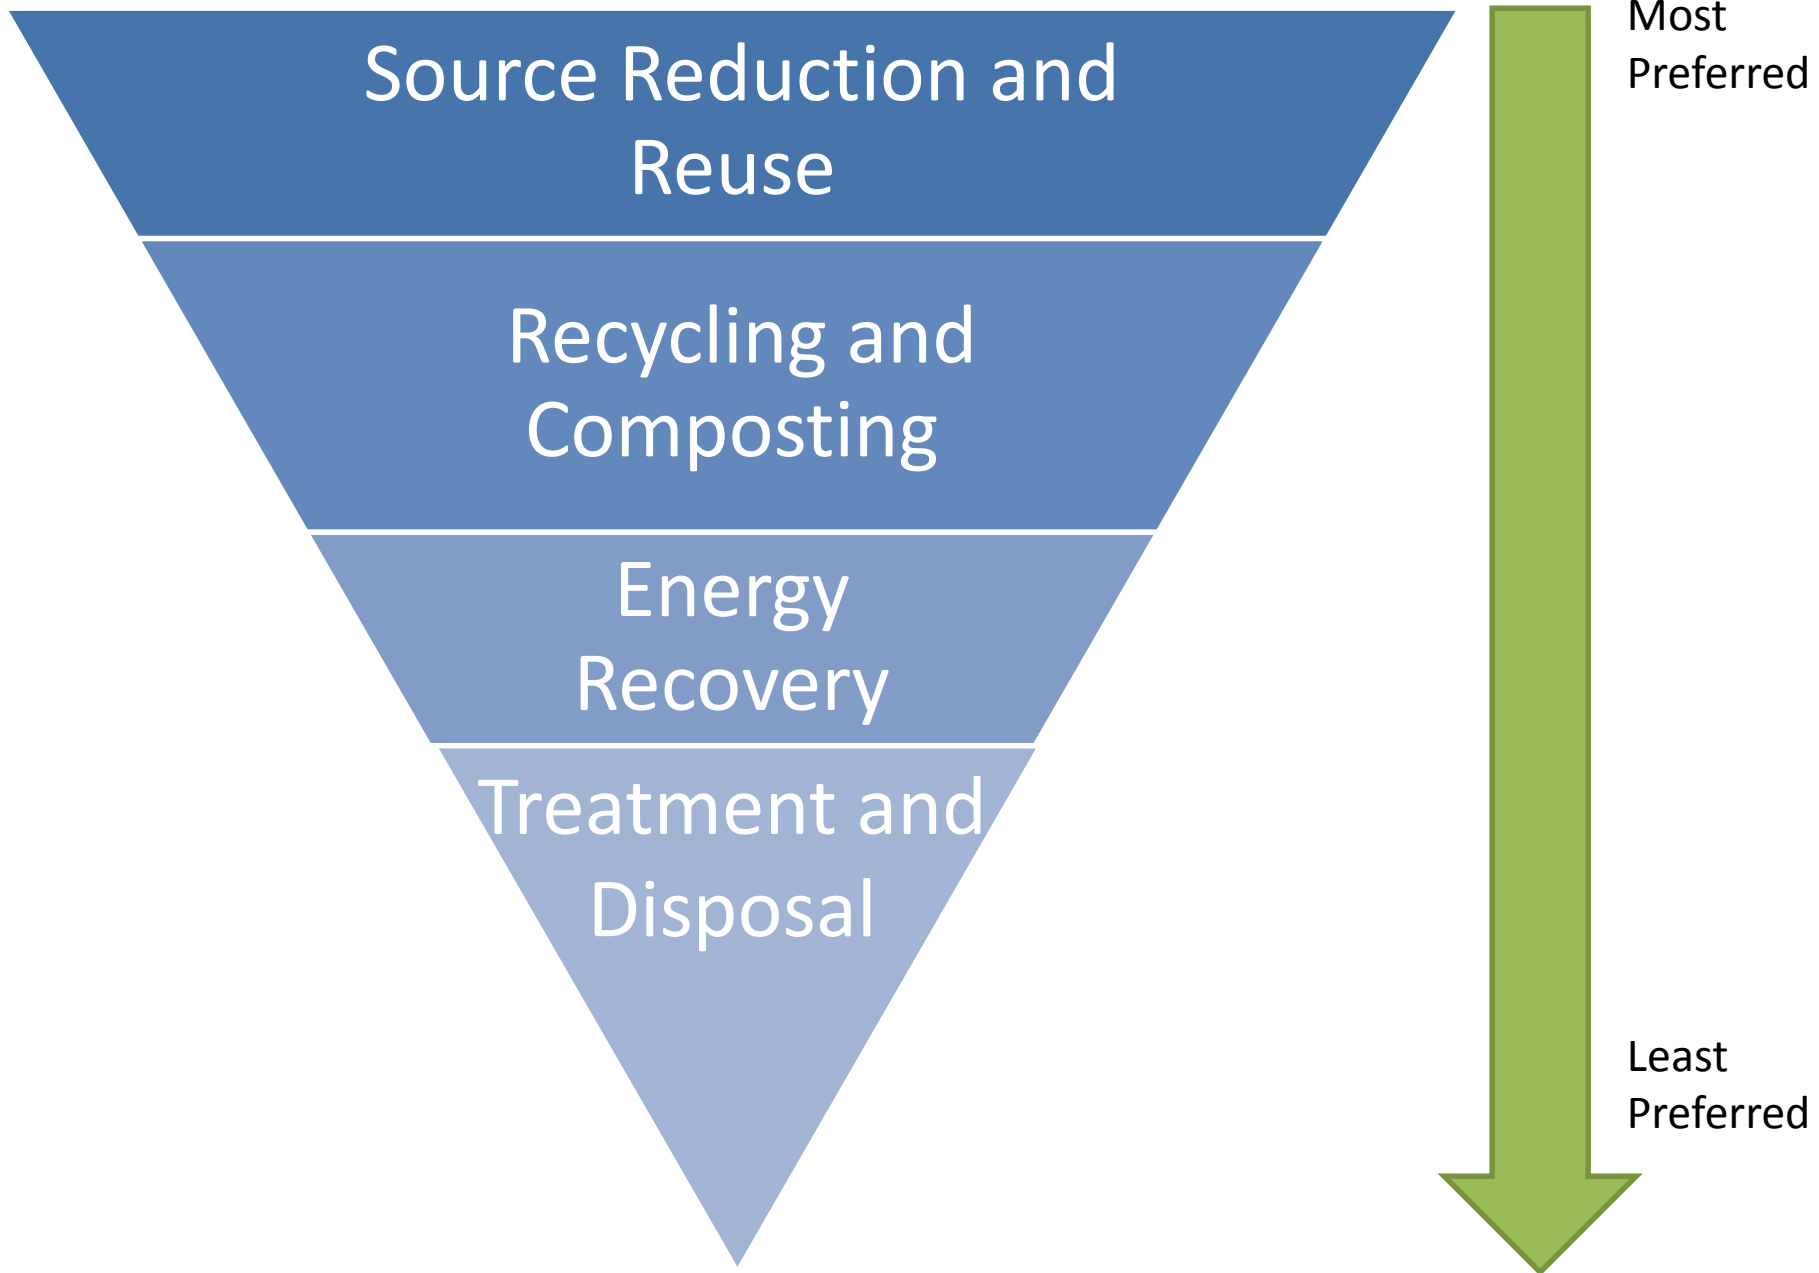 Source Reduction and
Reuse
Recycling and
Composting
Energy
Recovery
Treatment and
Disposal
Most
Preferred
Least
Preferred